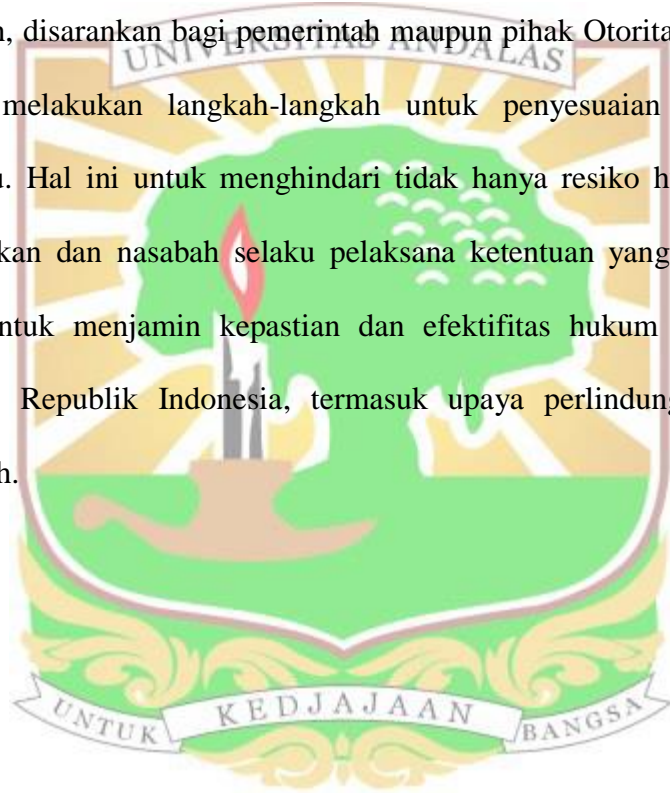 n, disarankan bagi pemerintah maupun pihak Otorita
UNIVERSITAS ANDALAS
melakukan langkah-langkah untuk penyesuaian
u. Hal ini untuk menghindari tidak hanya resiko h
kan dan nasabah selaku pelaksana ketentuan yang
ntuk menjamin kepastian dan efektifitas hukum
Republik Indonesia, termasuk upaya perlindung
h.
UNTUK KEDJAJAAN BANGSA